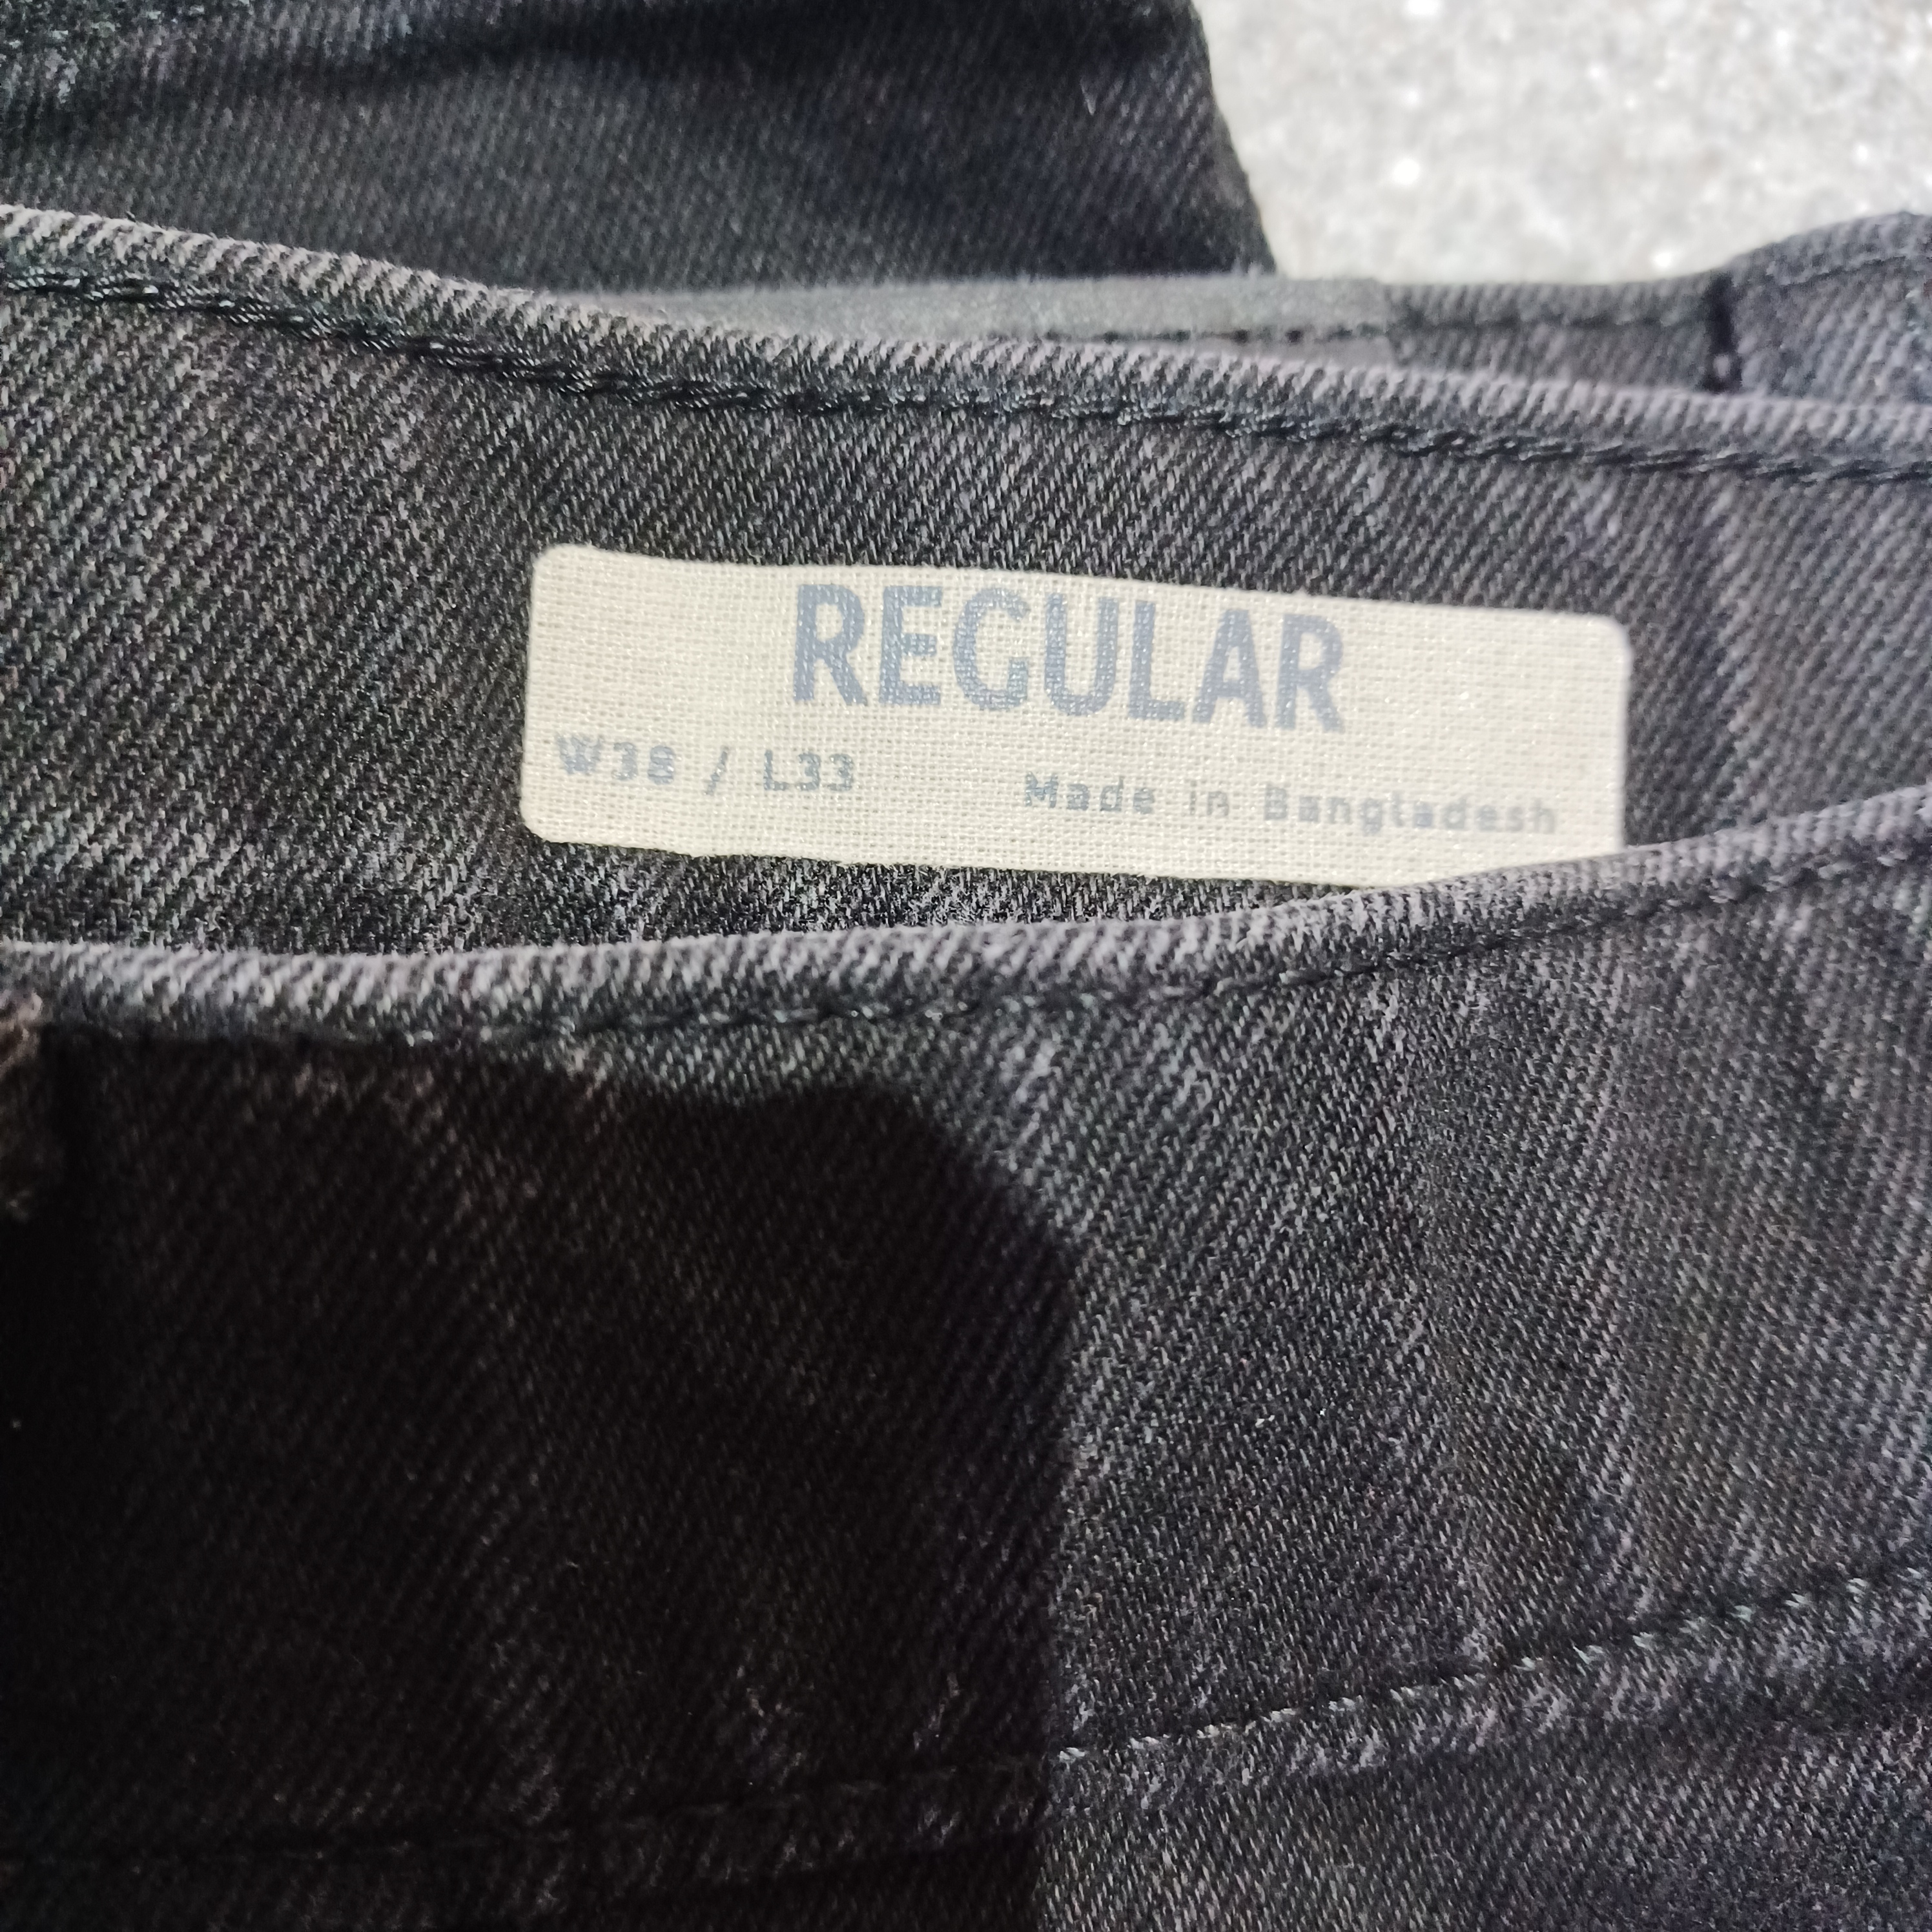 REGULAR
W38 / L33
Made in Bangladesh